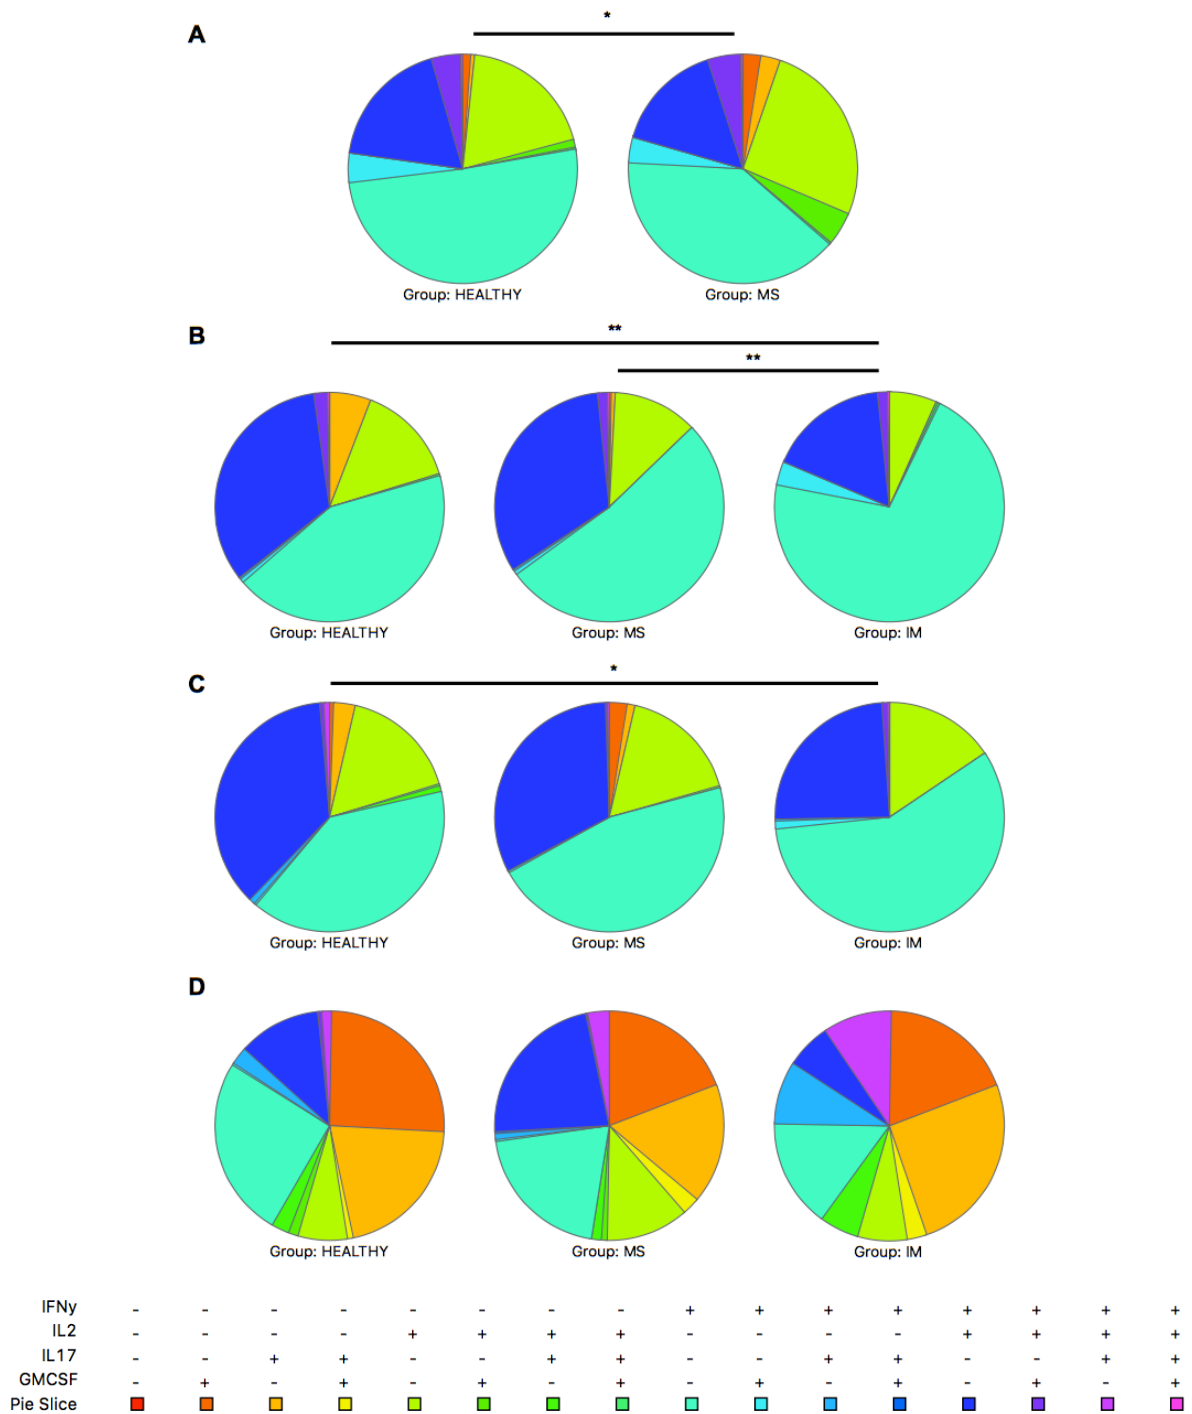 A
*
Group: HEALTHY Group: MS
B
**
**
Group: HEALTHY Group: MS Group: IM
C
*
Group: HEALTHY Group: MS Group: IM
D
Group: HEALTHY Group: MS Group: IM
IFNy - - - - - - - - + + + + + + + +
IL2 - - - - + + + + - - - - + + + +
IL17 - - + + - - + + - - + + - - + +
GMCSF - + - + - + - + - + - + - + - +
Pie Slice